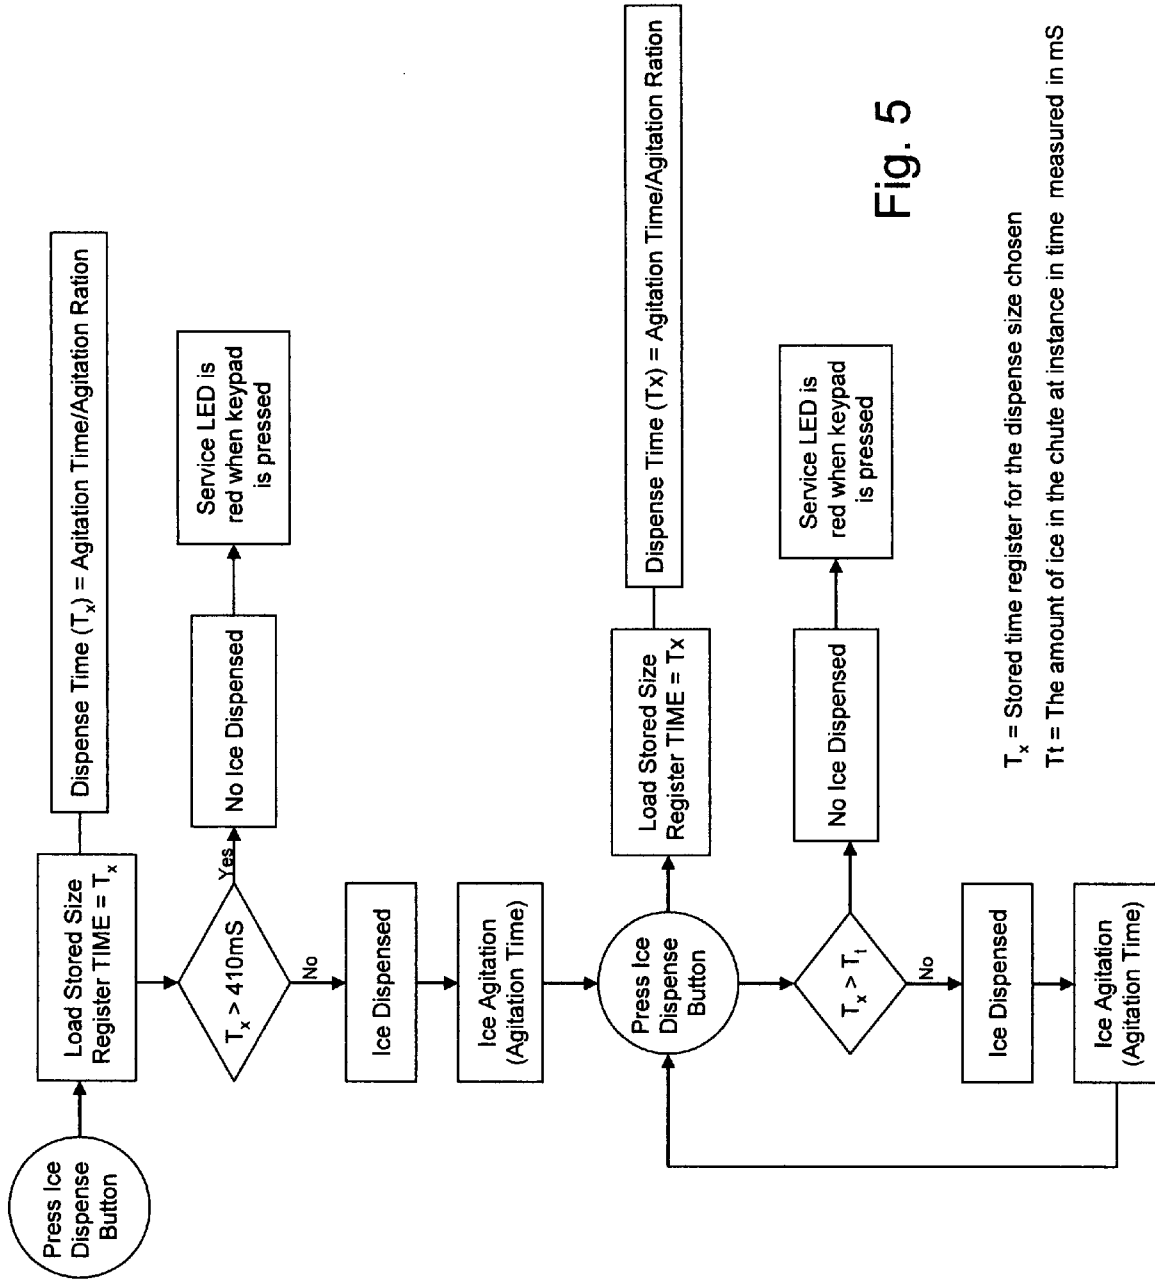 Press Ice
Dispense
Button
Load Stored Size
Register TIME = Tₓ
Dispense Time (Tₓ) = Agitation Time/Agitation Ration
Tₓ > 410mS
Yes
No Ice Dispensed
Service LED is
red when keypad
is pressed
No
Ice Dispensed
Ice Agitation
(Agitation Time)
Press Ice
Dispense
Button
Load Stored Size
Register TIME = Tx
Dispense Time (Tx) = Agitation Time/Agitation Ration
Tₓ > Tₜ
No Ice Dispensed
Service LED is
red when keypad
is pressed
No
Ice Dispensed
Ice Agitation
(Agitation Time)
Fig. 5
Tₓ = Stored time register for the dispense size chosen
Tt = The amount of ice in the chute at instance in time measured in mS